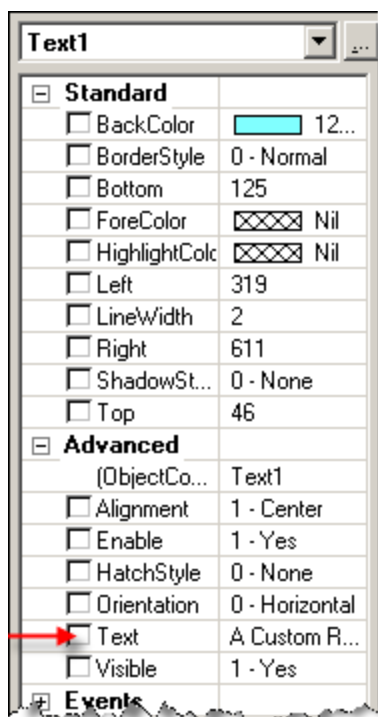 Text1 ...
Standard
BackColor 12...
BorderStyle 0 - Normal
Bottom 125
ForeColor Nil
HighlightColc Nil
Left 319
LineWidth 2
Right 611
ShadowSt... 0 - None
Top 46
Advanced
(ObjectCo... Text1
Alignment 1 - Center
Enable 1 - Yes
HatchStyle 0 - None
Orientation 0 - Horizontal
Text A Custom R...
Visible 1 - Yes
Events